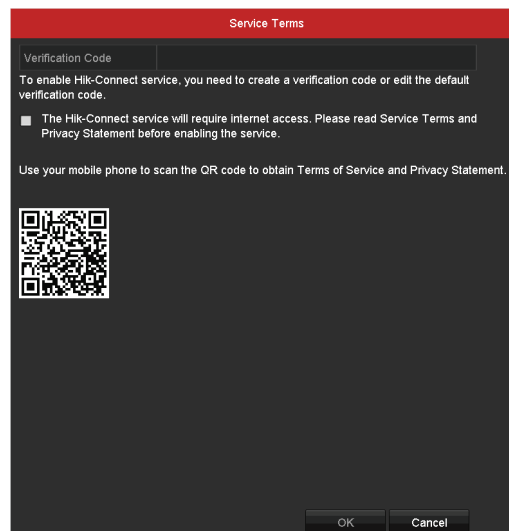 Service Terms
Verification Code
To enable Hik-Connect service, you need to create a verification code or edit the default
verification code.
The Hik-Connect service will require internet access. Please read Service Terms and
Privacy Statement before enabling the service.
Use your mobile phone to scan the QR code to obtain Terms of Service and Privacy Statement.
OK Cancel